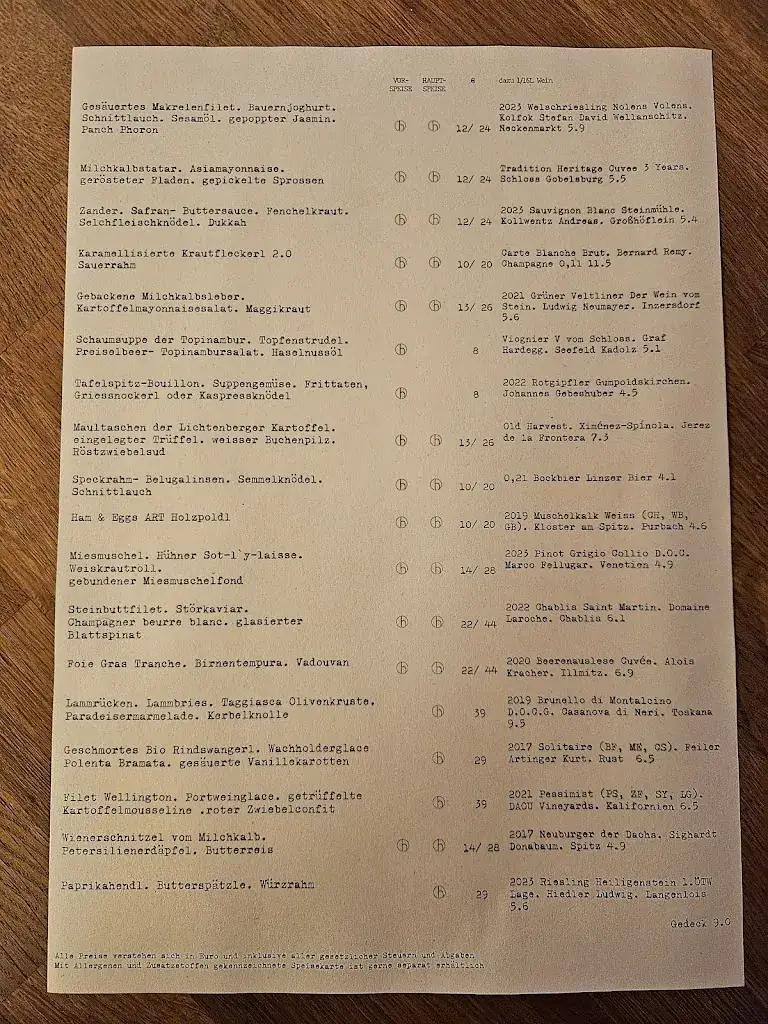 VOR- HAUPT- € dazu 1/16L Wein
SPEISE SPEISE
Gesäuertes Makrelenfilet. Bauernjoghurt.
Schnittlauch. Sesamöl. gepoppter Jasmin.
Panch Phoron
12/ 24
2023 Welschriesling Nolens Volens.
Kolfok Stefan David Wellanschitz.
Neckenmarkt 5.9
Milchkalbstatar. Asiamayonnaise.
gerösteter Fladen. gepickelte Sprossen
12/ 24
Tradition Heritage Cuvee 3 Years.
Schloss Gobelsburg 5.5
Zander. Safran- Buttersauce. Fenchelkraut.
Selchfleischknödel. Dukkah
12/ 24
2023 Sauvignon Blanc Steinmühle.
Kollwentz Andreas. Großhöflein 5.4
Karamellisierte Krautfleckerl 2.0
Sauerrahm
10/ 20
Carte Blanche Brut. Bernard Remy.
Champagne 0,1l 11.5
Gebackene Milchkalbsleber.
Kartoffelmayonnaisesalat. Maggikraut
13/ 26
2021 Grüner Veltliner Der Wein vom
Stein. Ludwig Neumayer. Inzersdorf
5.6
Schaumsuppe der Topinambur. Topfenstrudel.
Preiselbeer- Topinambursalat. Haselnussöl
8
Viognier V vom Schloss. Graf
Hardegg. Seefeld Kadolz 5.1
Tafelspitz-Bouillon. Suppengemüse. Frittaten,
Griessnockerl oder Kaspressknödel
8
2022 Rotgipfler Gumpoldskirchen.
Johannes Gebeshuber 4.5
Maultaschen der Lichtenberger Kartoffel.
eingelegter Trüffel. weisser Buchenpilz.
Röstzwiebelsud
13/ 26
Old Harvest. Ximénez-Spínola. Jerez
de la Frontera 7.3
Speckrahm- Belugalinsen. Semmelknödel.
Schnittlauch
10/ 20
0,2l Bockbier Linzer Bier 4.1
Ham & Eggs ART Holzpoldl
10/ 20
2019 Muschelkalk Weiss (CH, WB,
GB). Kloster am Spitz. Purbach 4.6
Miesmuschel. Hühner Sot-l`y-laisse.
Weiskrautroll.
gebundener Miesmuschelfond
14/ 28
2023 Pinot Grigio Collio D.O.C.
Marco Fellugar. Venetien 4.9
Steinbuttfilet. Störkaviar.
Champagner beurre blanc. glasierter
Blattspinat
22/ 44
2022 Chablis Saint Martin. Domaine
Laroche. Chablis 6.1
Foie Gras Tranche. Birnentempura. Vadouvan
22/ 44
2020 Beerenauslese Cuvée. Alois
Kracher. Illmitz. 6.9
Lammrücken. Lammbries. Taggiasca Olivenkruste.
Paradeisermarmelade. Kerbelknolle
39
2019 Brunello di Montalcino
D.O.C.G. Casanova di Neri. Toskana
9.5
Geschmortes Bio Rindswangerl. Wachholderglace
Polenta Bramata. gesäuerte Vanillekarotten
29
2017 Solitaire (BF, ME, CS). Feiler
Artinger Kurt. Rust 6.5
Filet Wellington. Portweinglace. getrüffelte
Kartoffelmousseline .roter Zwiebelconfit
39
2021 Pessimist (PS, ZF, SY, LG).
DAOU Vineyards. Kalifornien 6.5
Wienerschnitzel vom Milchkalb.
Petersilienerdäpfel. Butterreis
14/ 28
2017 Neuburger der Dachs. Sighardt
Donabaum. Spitz 4.9
Paprikahendl. Butterspätzle. Würzrahm
29
2023 Riesling Heiligenstein 1.ÖTW
Lage. Hiedler Ludwig. Langenlois
5.6
Gedeck 9.0
Alle Preise verstehen sich in Euro und inklusive aller gesetzlicher Steuern und Abgaben
Mit Allergenen und Zusatzstoffen gekennzeichnete Speisekarte ist gerne separat erhältlich